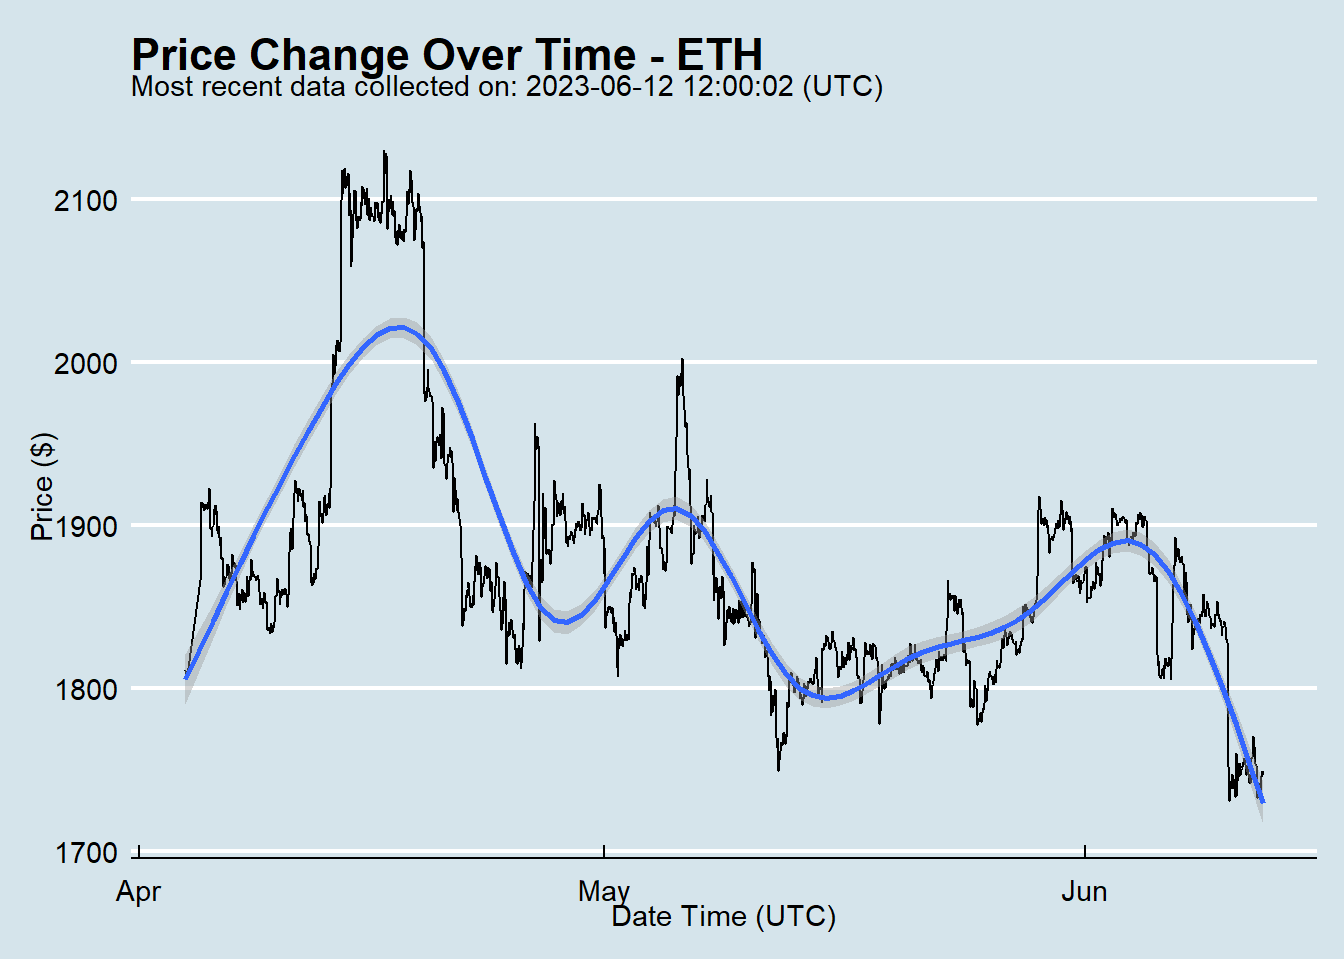 Price Change Over Time - ETH
Most recent data collected on: 2023-06-12 12:00:02 (UTC)
Price ($)
2100
2000
1900
1800
1700
Apr May Jun
Date Time (UTC)